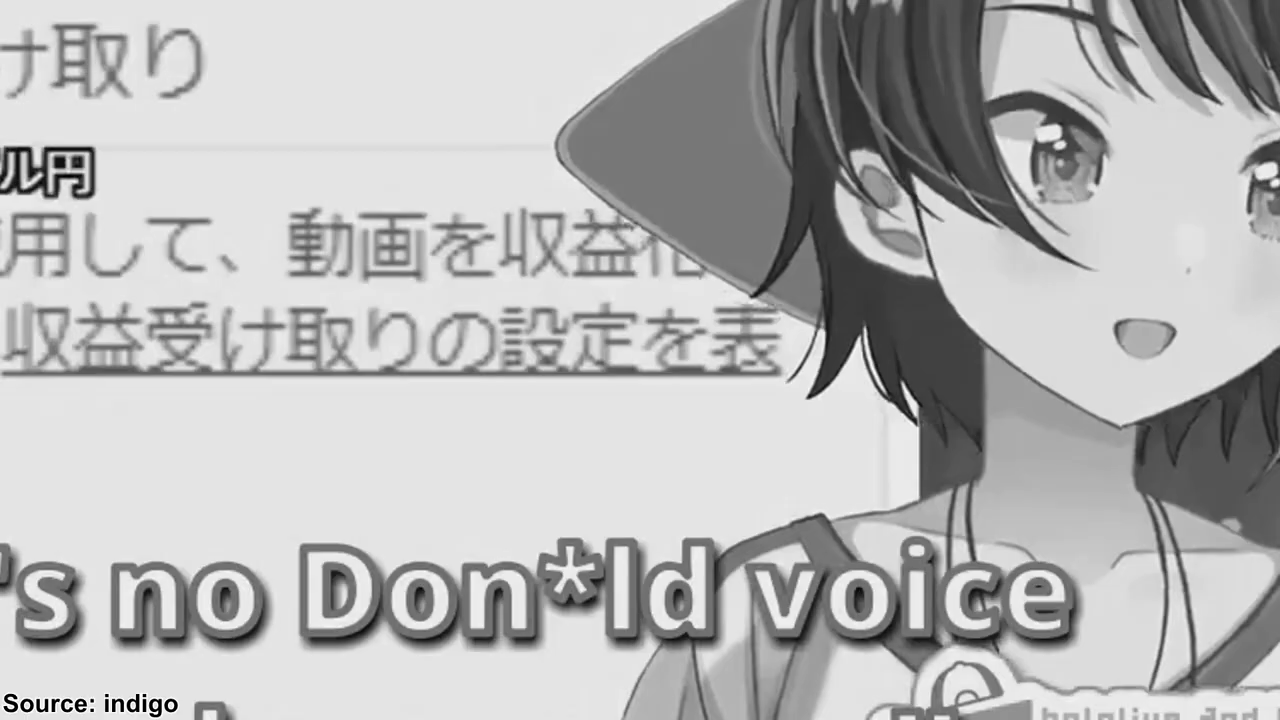 け取り
ル円
用して、動画を収益化
収益受け取りの設定を表
's no Don*ld voice
Source: indigo